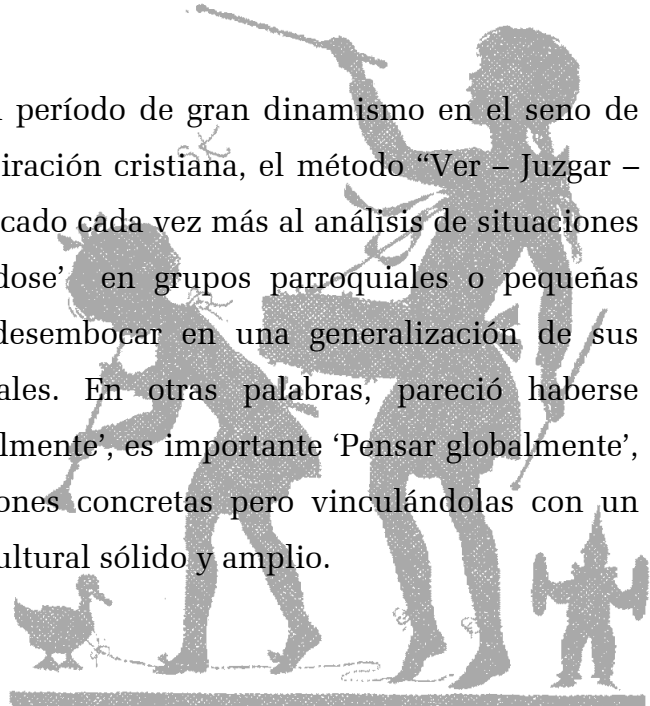 período de gran dinamismo en el seno de
iración cristiana, el método “Ver – Juzgar –
cado cada vez más al análisis de situaciones
dose’ en grupos parroquiales o pequeñas
desembocar en una generalización de sus
ales. En otras palabras, pareció haberse
lmente’, es importante ‘Pensar globalmente’,
ones concretas pero vinculándolas con un
ultural sólido y amplio.